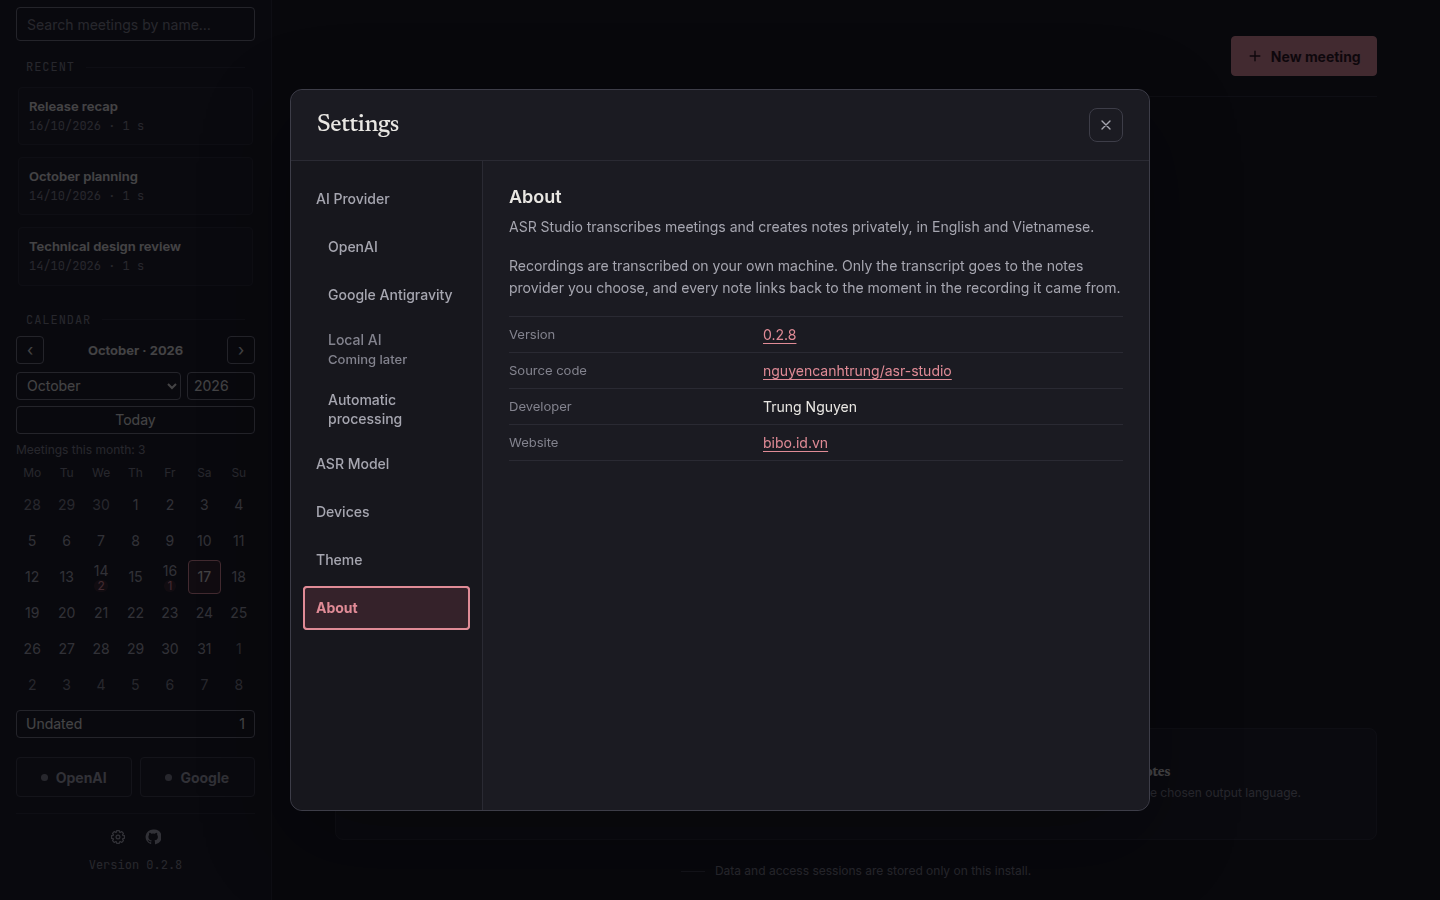 Search meetings by name...
RECENT
Release recap
16/10/2026 · 1 s
October planning
14/10/2026 · 1 s
Technical design review
14/10/2026 · 1 s
CALENDAR
October · 2026
October
2026
Today
Meetings this month: 3
Mo Tu We Th Fr Sa Su
28 29 30 1 2 3 4
5 6 7 8 9 10 11
12 13 14 15 16 17 18
2 1
19 20 21 22 23 24 25
26 27 28 29 30 31 1
2 3 4 5 6 7 8
Undated 1
OpenAI
Google
Version 0.2.8
New meeting
Settings
AI Provider
OpenAI
Google Antigravity
Local AI
Coming later
Automatic
processing
ASR Model
Devices
Theme
About
About
ASR Studio transcribes meetings and creates notes privately, in English and Vietnamese.
Recordings are transcribed on your own machine. Only the transcript goes to the notes
provider you choose, and every note links back to the moment in the recording it came from.
Version 0.2.8
Source code nguyencanhtrung/asr-studio
Developer Trung Nguyen
Website bibo.id.vn
chosen output language.
Data and access sessions are stored only on this install.